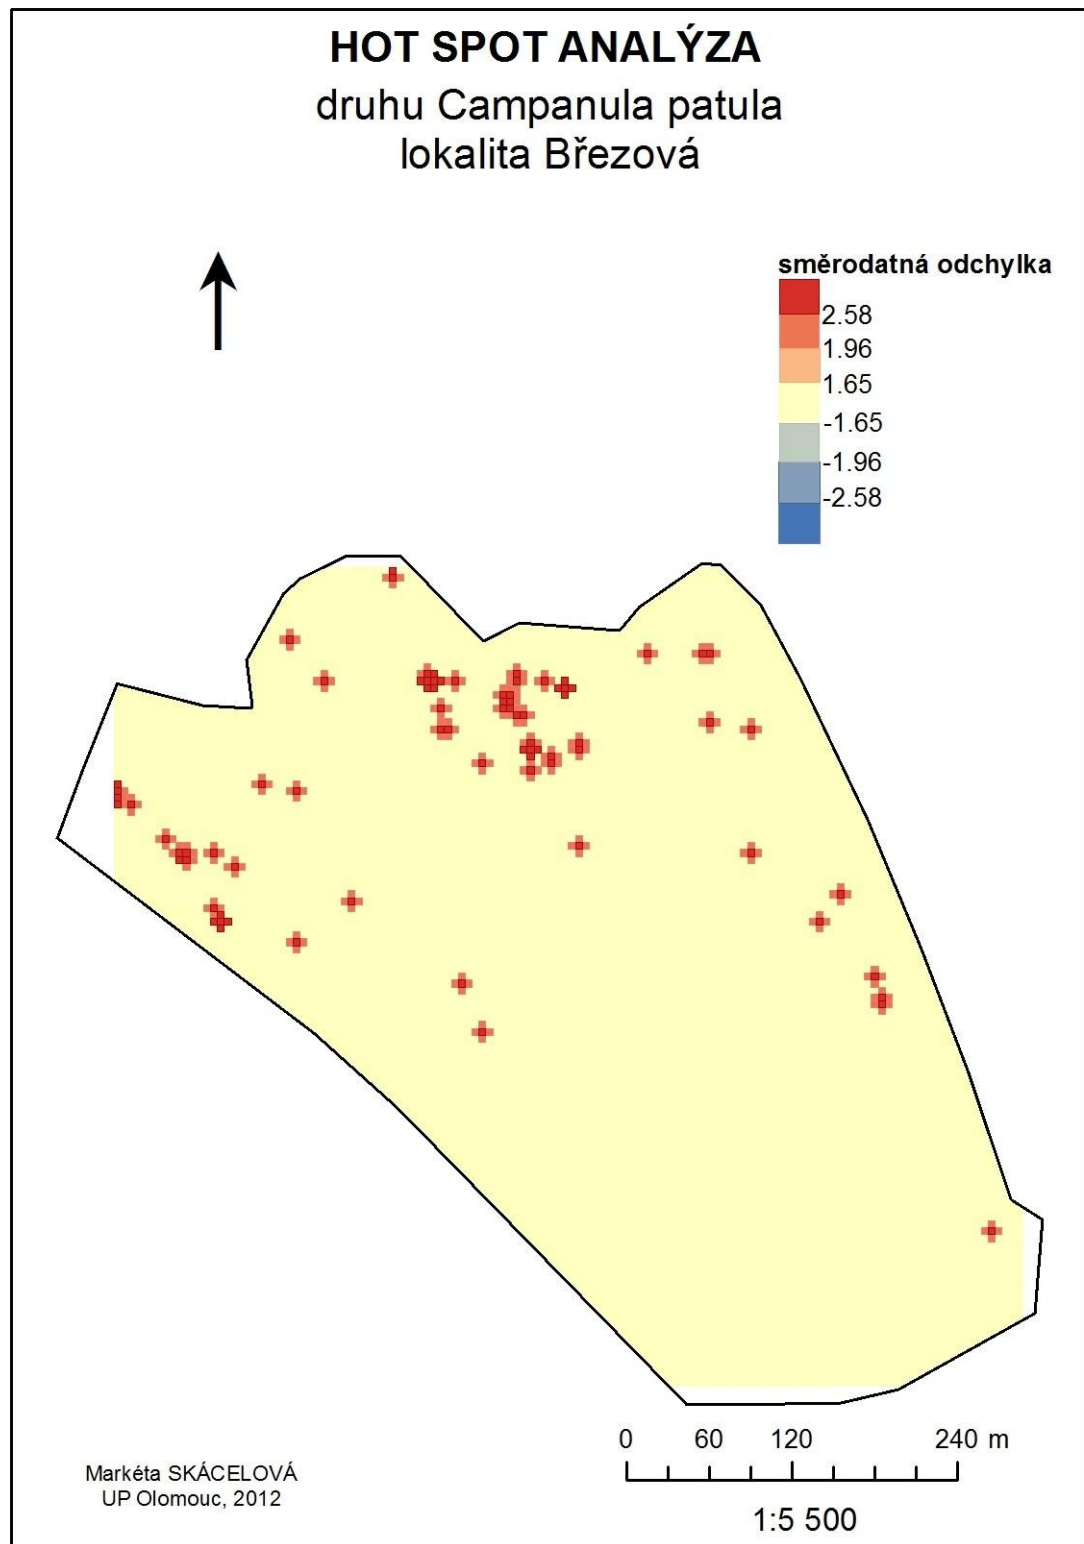 HOT SPOT ANALÝZA
druhu Campanula patula
lokalita Březová
směrodatná odchylka
2.58
1.96
1.65
-1.65
-1.96
-2.58
0 60 120 240 m
1:5 500
Markéta SKÁCELOVÁ
UP Olomouc, 2012